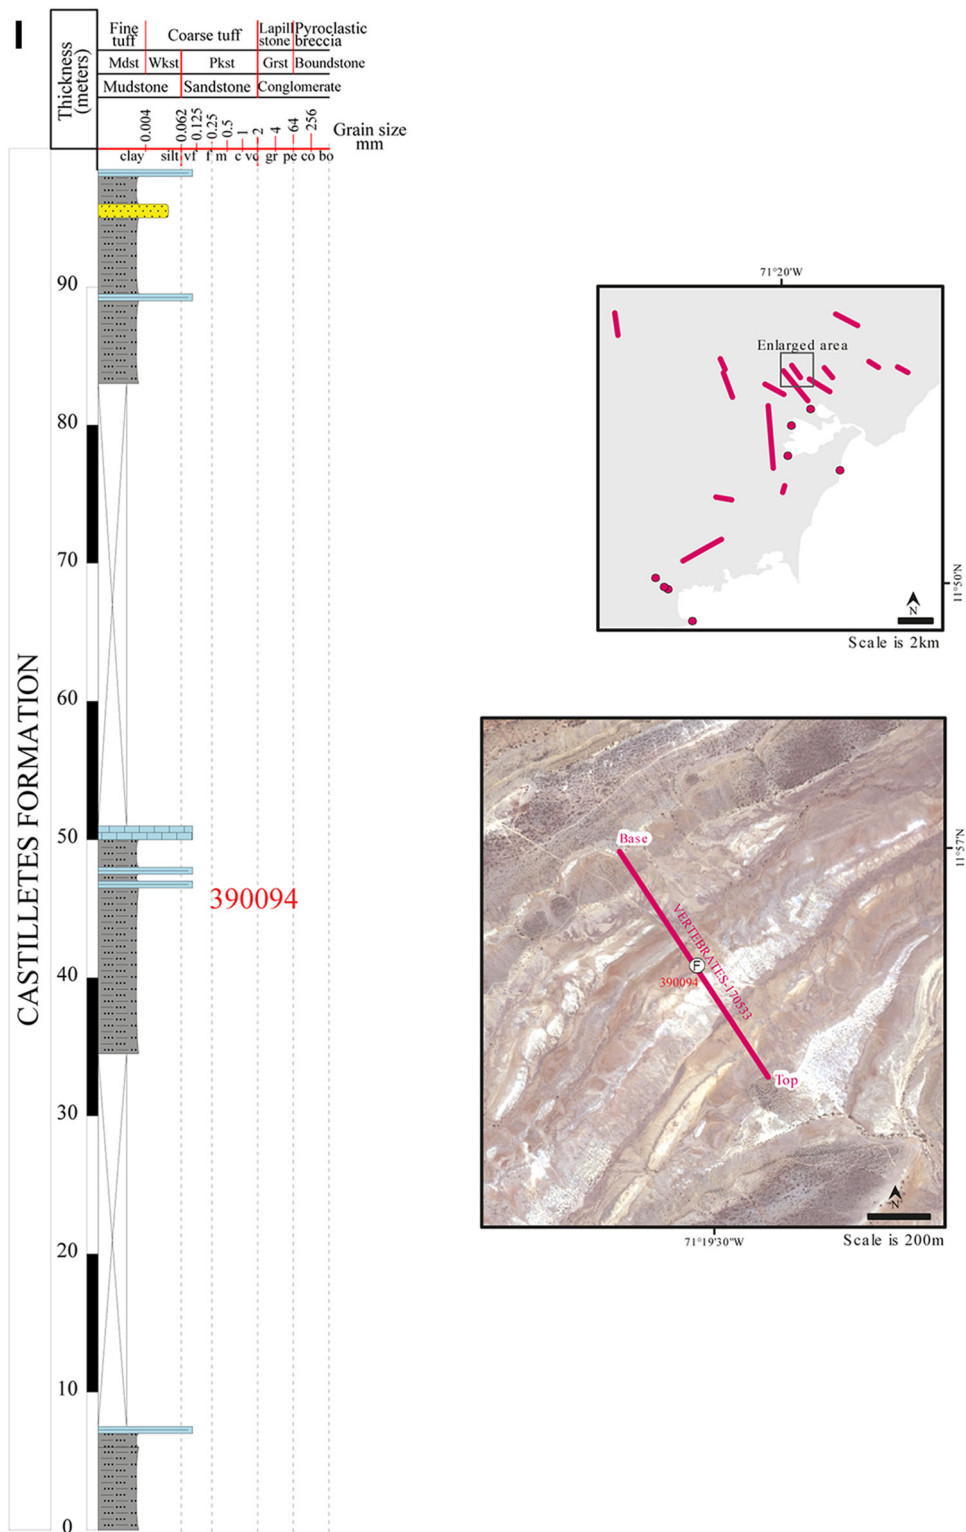 I
Thickness
(meters)
Fine
tuff
Coarse tuff
Lapill
stone
Pyroclastic
breccia
Mdst
Wkst
Pkst
Grst
Boundstone
Mudstone
Sandstone
Conglomerate
0.004
0.062
0.125
0.25
0.5
1
2
4
64
256
Grain size
mm
clay
silt
vf
f
m
c
vc
gr
pe
co
bo
90
80
70
60
50
40
30
20
10
0
CASTILLETES FORMATION
390094
71°20'W
Enlarged area
11°50'N
N
Scale is 2km
Base
VERTEBRATES-170533
F
390094
Top
11°57'N
N
71°19'30"W
Scale is 200m